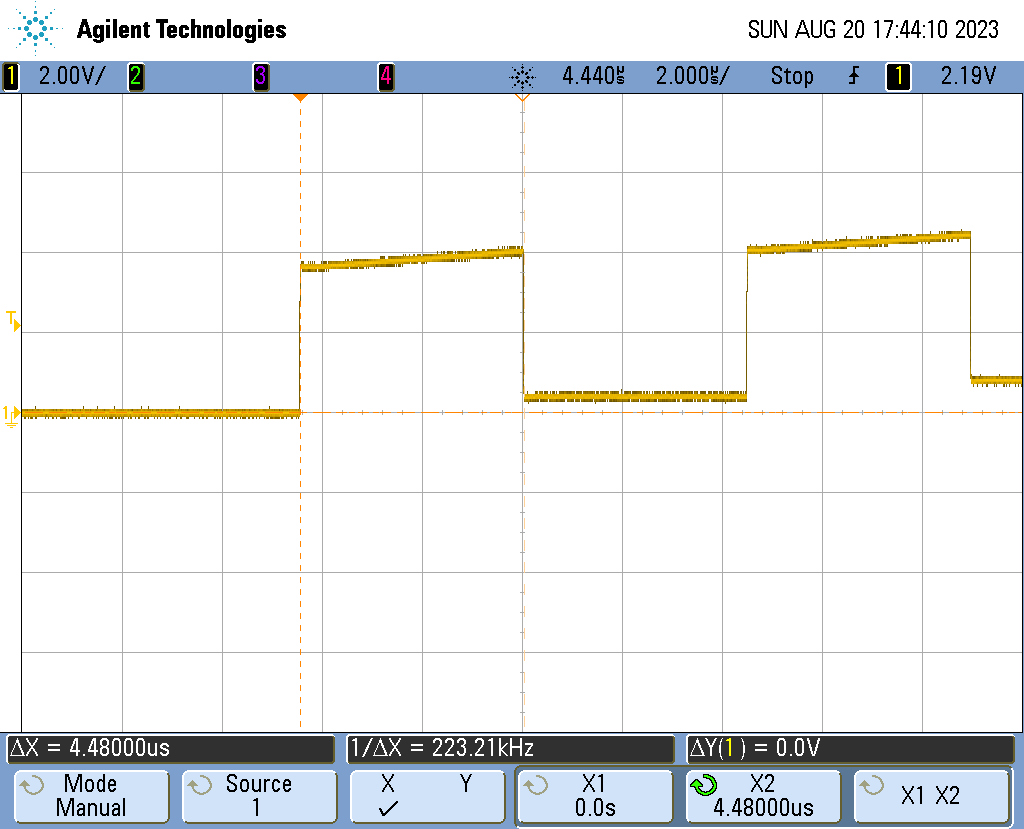 Agilent Technologies SUN AUG 20 17:44:10 2023
1 2.00V/ 2 3 4 4.440µs 2.000µs/ Stop 1 2.19V
T
1
ΔX = 4.48000us 1/ΔX = 223.21kHz ΔY(1) = 0.0V
Mode Source X Y X1 X2 X1 X2
Manual 1 ✓ 0.0s 4.48000us